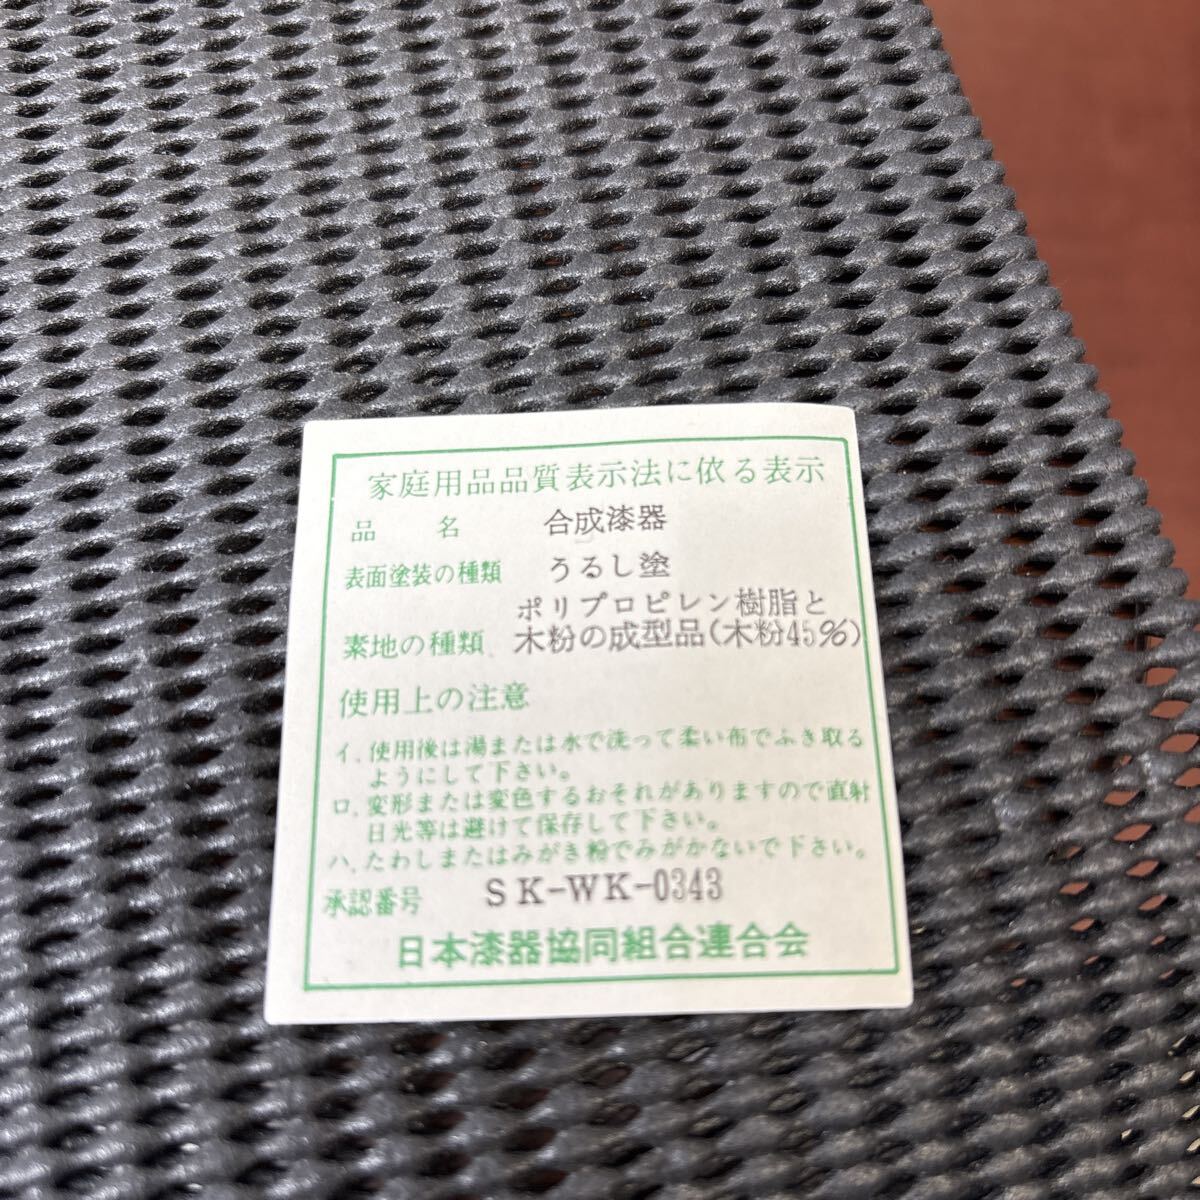 家庭用品品質表示法に依る表示
品　名　合成漆器
表面塗装の種類　うるし塗
ポリプロピレン樹脂と
素地の種類　木粉の成型品(木粉45%)
使用上の注意
イ. 使用後は湯または水で洗って柔い布でふき取る
ようにして下さい。
ロ. 変形または変色するおそれがありますので直射
日光等は避けて保存して下さい。
ハ. たわしまたはみがき粉でみがかないで下さい。
承認番号　SK-WK-0343
日本漆器協同組合連合会